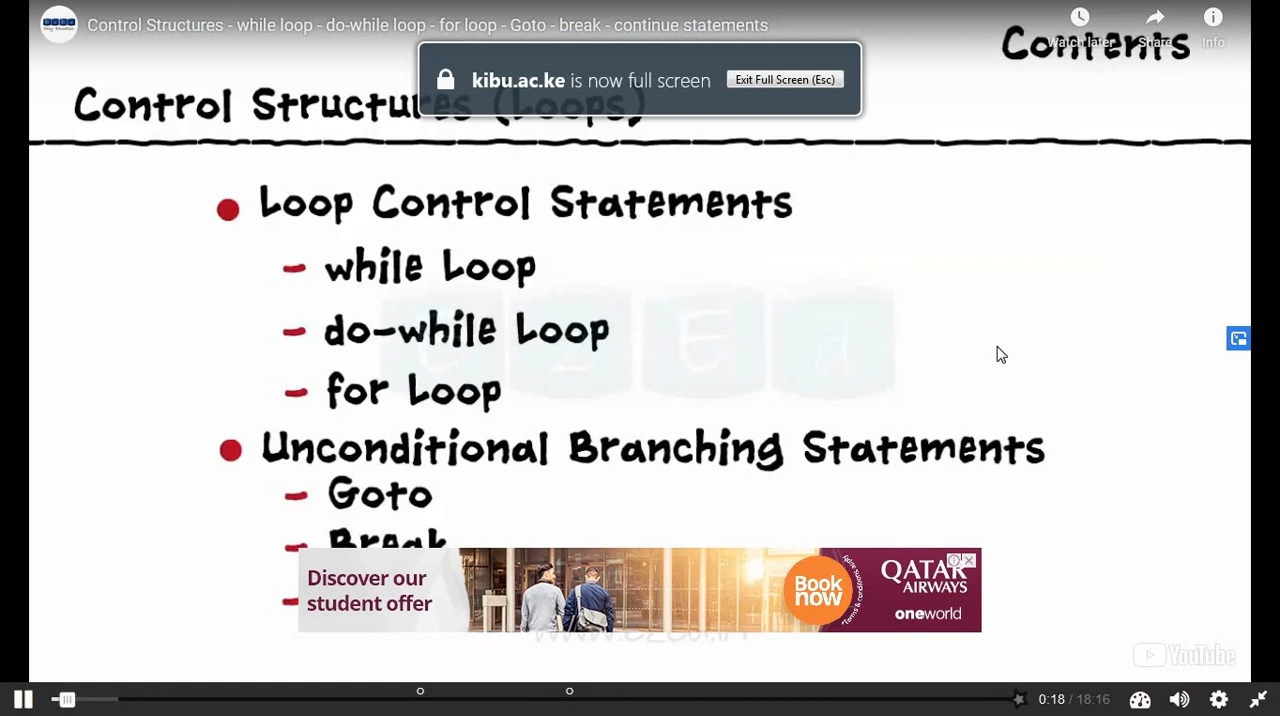 Control Structures - while loop - do-while loop - for loop - Goto - break - continue statements
Contents
Watch later
Share
Info
kibu.ac.ke is now full screen
Exit Full Screen (Esc)
Control Structures (Loops)
Loop Control Statements
- while Loop
- do-while Loop
- for Loop
Unconditional Branching Statements
- Goto
- Break
Discover our
student offer
Book
now
QATAR
AIRWAYS
oneworld
YouTube
0:18 / 18:16